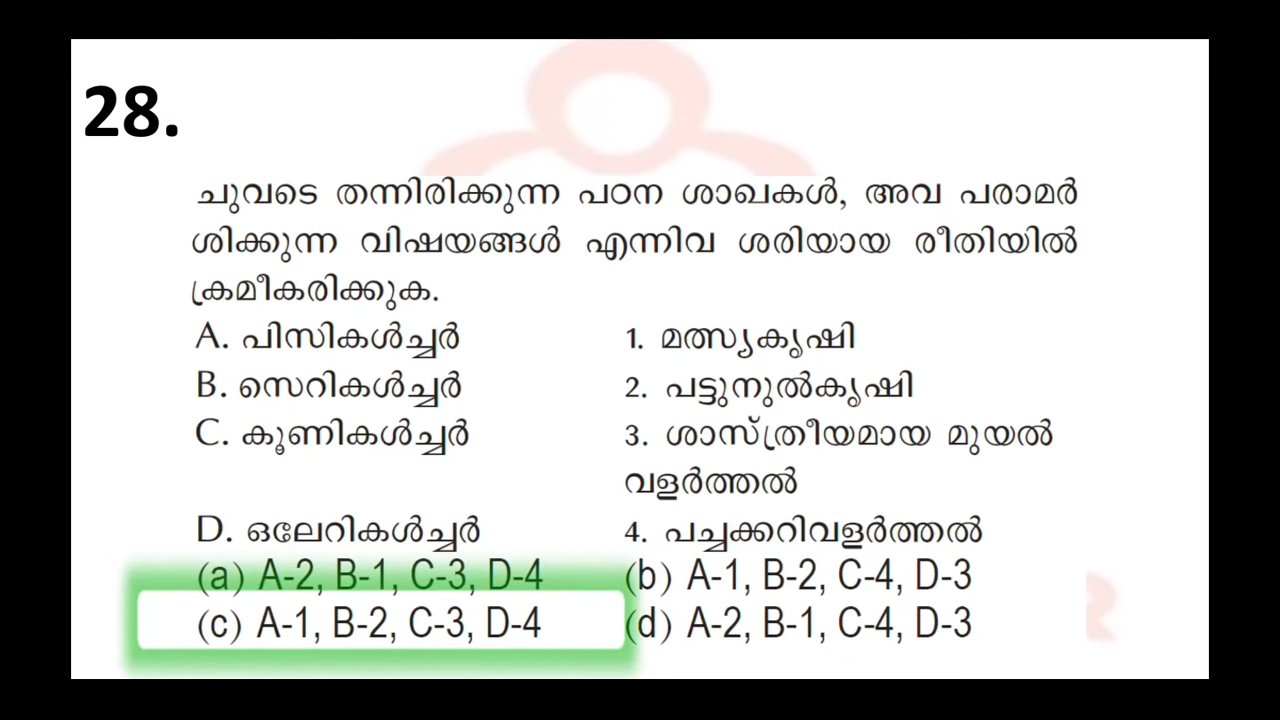 28.
ചുവടെ തന്നിരിക്കുന്ന പഠന ശാഖകൾ, അവ പരാമർ
ശിക്കുന്ന വിഷയങ്ങൾ എന്നിവ ശരിയായ രീതിയിൽ
ക്രമീകരിക്കുക.
A. പിസികൾച്ചർ 1. മത്സ്യകൃഷി
B. സെറികൾച്ചർ 2. പട്ടുനുൽകൃഷി
C. കൂണികൾച്ചർ 3. ശാസ്ത്രീയമായ മുയൽ
വളർത്തൽ
D. ഒലേറികൾച്ചർ 4. പച്ചക്കറിവളർത്തൽ
(a) A-2, B-1, C-3, D-4 (b) A-1, B-2, C-4, D-3
(c) A-1, B-2, C-3, D-4 (d) A-2, B-1, C-4, D-3